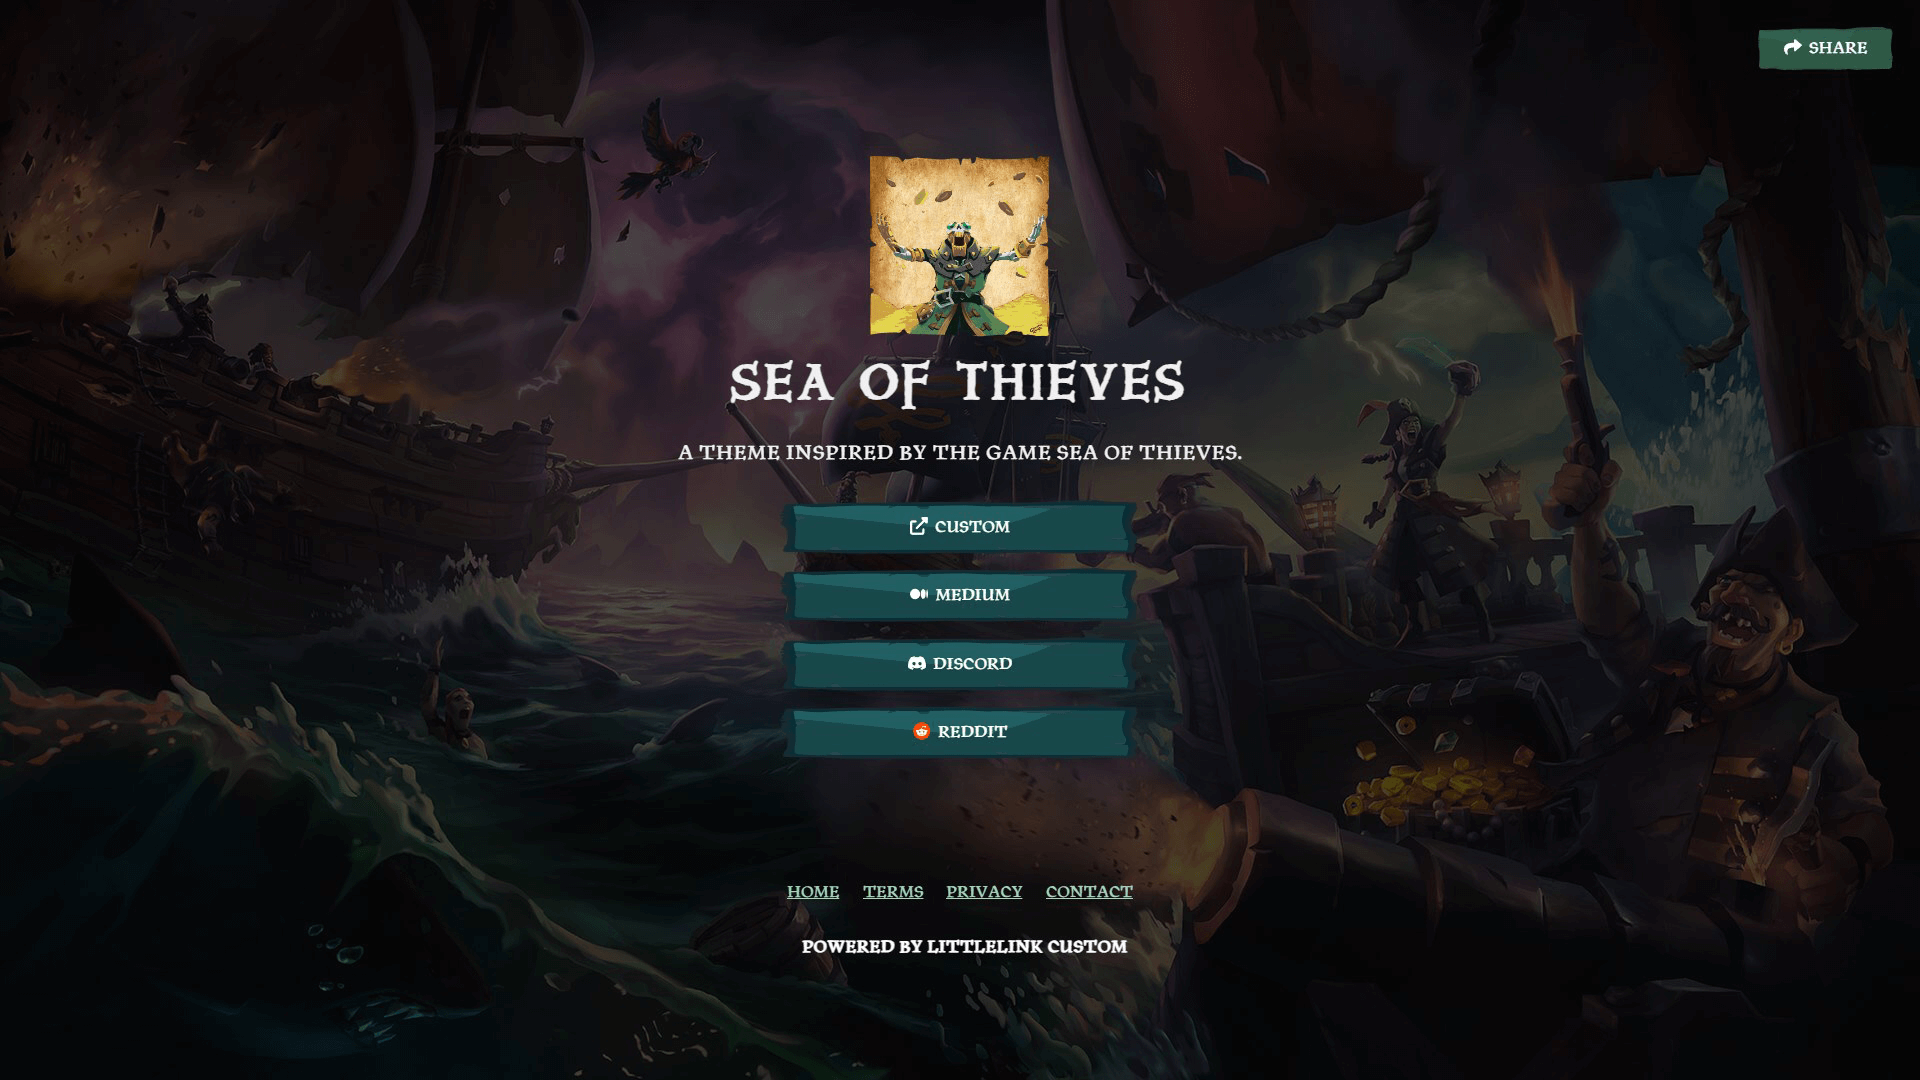 SHARE
SEA OF THIEVES
A THEME INSPIRED BY THE GAME SEA OF THIEVES.
CUSTOM
MEDIUM
DISCORD
REDDIT
HOME TERMS PRIVACY CONTACT
POWERED BY LITTLELINK CUSTOM